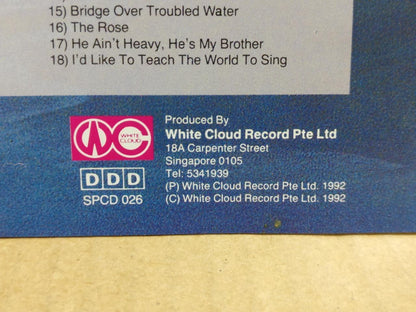 15) Bridge Over Troubled Water
16) The Rose
17) He Ain't Heavy, He's My Brother
18) I'd Like To Teach The World To Sing
Produced By
White Cloud Record Pte Ltd
18A Carpenter Street
Singapore 0105
Tel: 5341939
(P) White Cloud Record Pte Ltd. 1992
(C) White Cloud Record Pte Ltd. 1992
WC
WHITE
CLOUD
DDD
SPCD 026